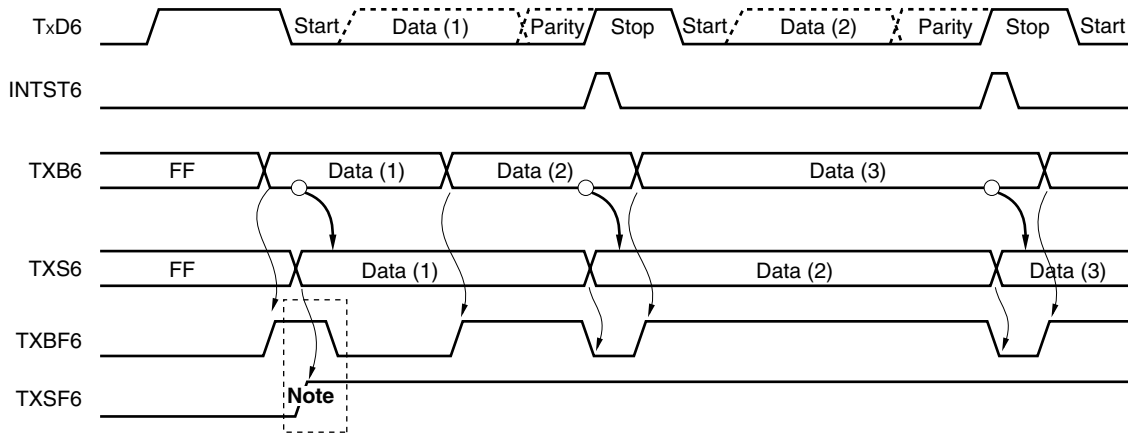 TxD6 Start Data (1) Parity Stop Start Data (2) Parity Stop Start
INTST6
TXB6 FF Data (1) Data (2) Data (3)
TXS6 FF Data (1) Data (2) Data (3)
TXBF6
TXSF6 Note